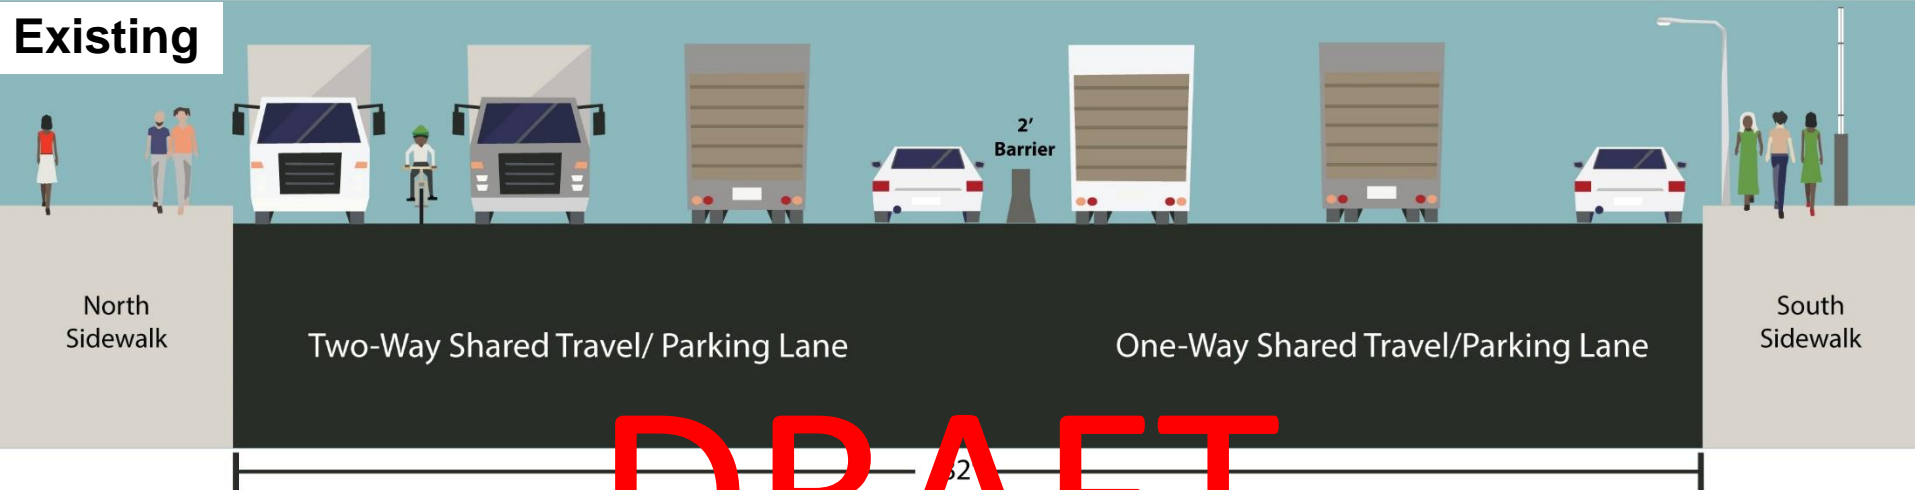 Existing
2'
Barrier
North
Sidewalk
Two-Way Shared Travel/ Parking Lane
One-Way Shared Travel/Parking Lane
South
Sidewalk
DRAFT